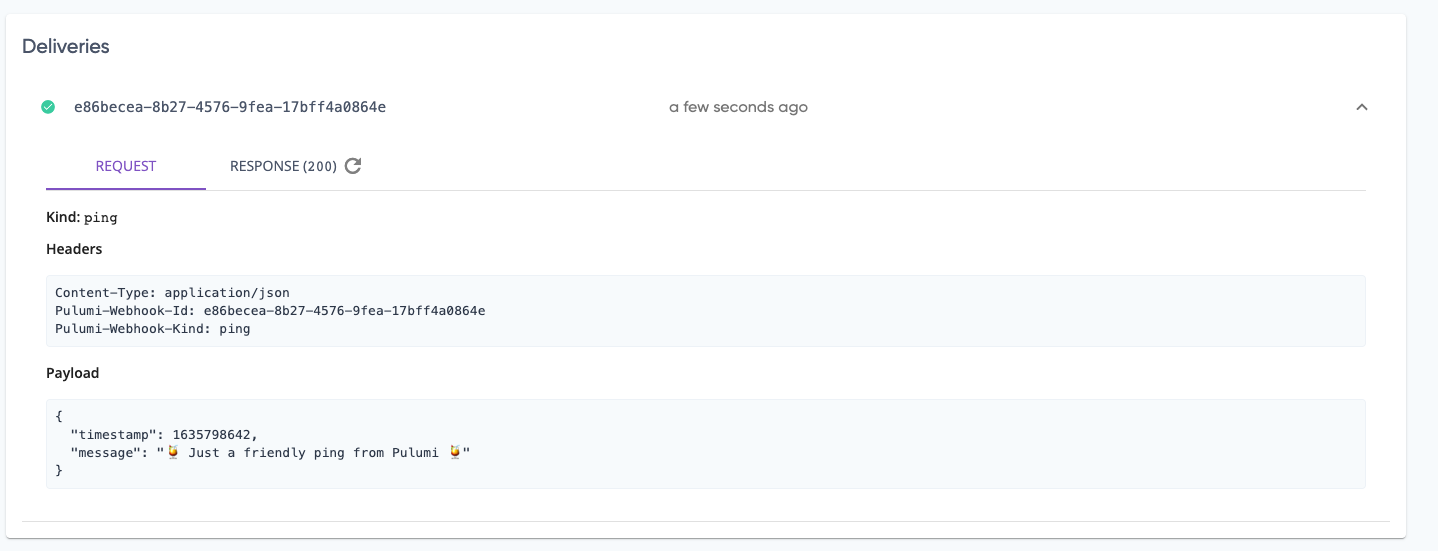 Deliveries
e86becea-8b27-4576-9fea-17bff4a0864e a few seconds ago
REQUEST RESPONSE (200)
Kind: ping
Headers
Content-Type: application/json
Pulumi-Webhook-Id: e86becea-8b27-4576-9fea-17bff4a0864e
Pulumi-Webhook-Kind: ping
Payload
{
  "timestamp": 1635798642,
  "message": "🍹 Just a friendly ping from Pulumi 🍹"
}